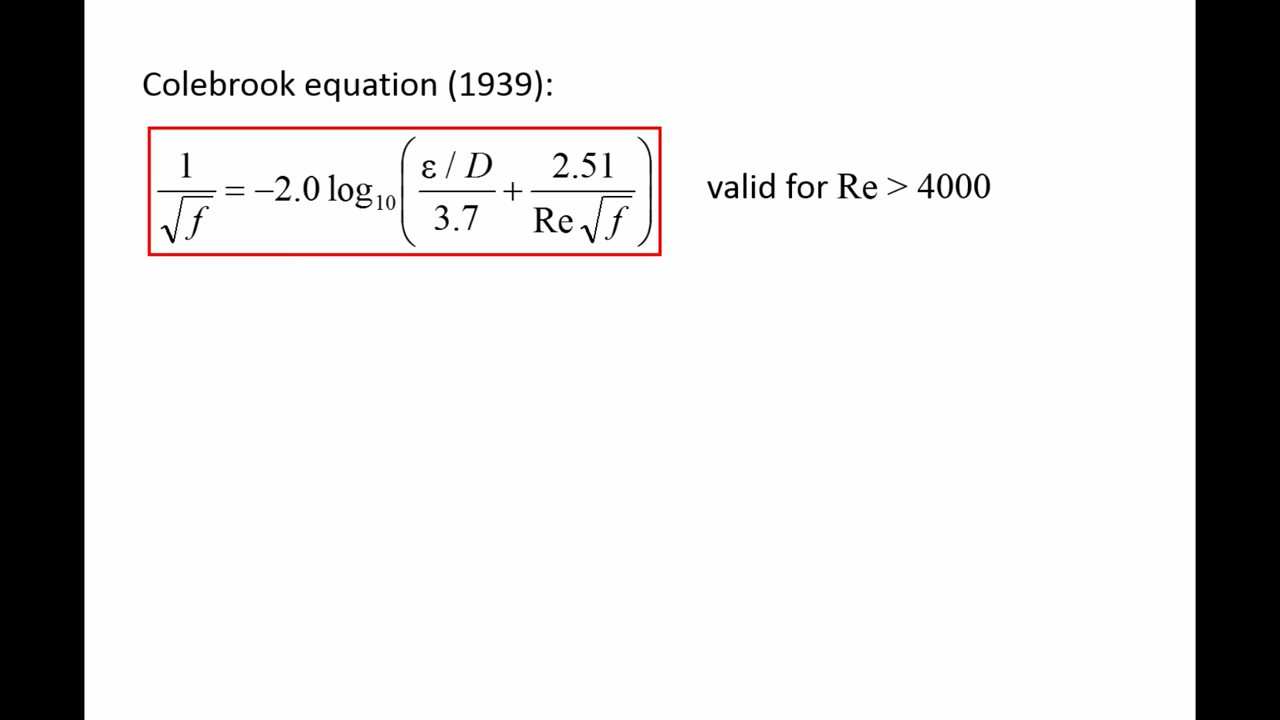 Colebrook equation (1939):
1/√f = −2.0 log₁₀((ε / D)/3.7 + 2.51/(Re √f)) valid for Re > 4000